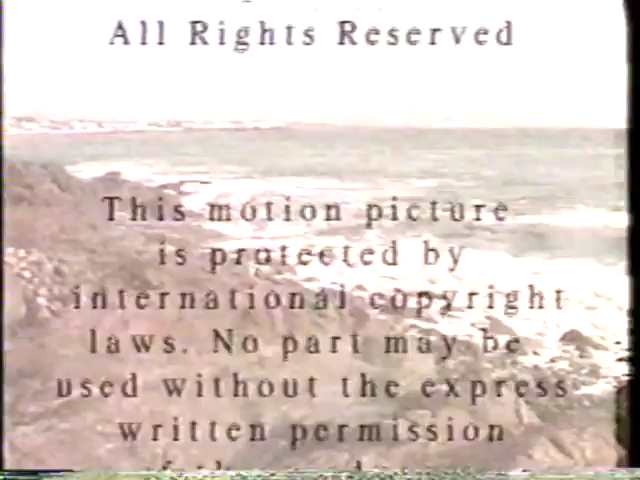 All Rights Reserved
This motion picture
is protected by
international copyright
laws. No part may be
used without the express
written permission